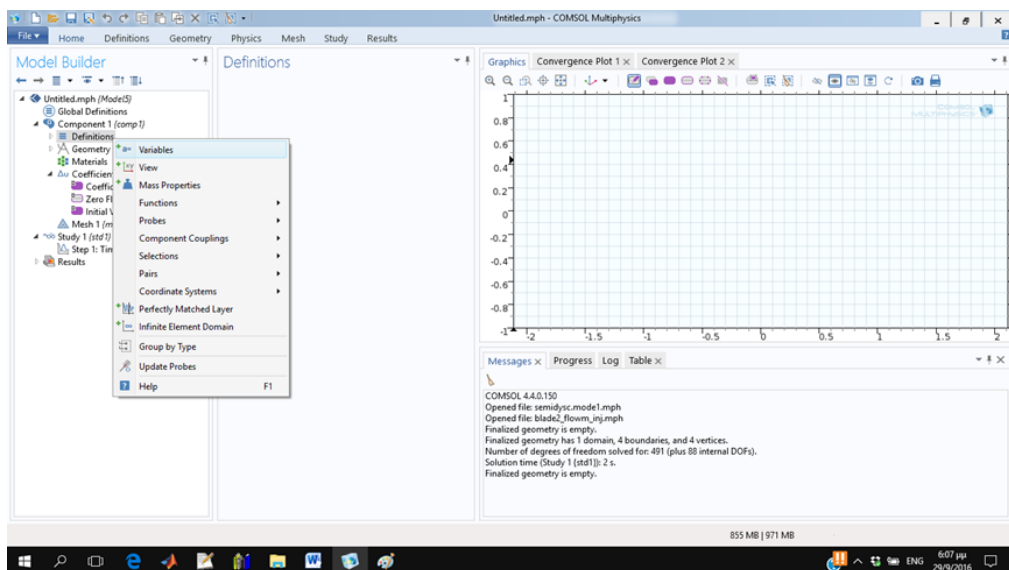 Untitled.mph - COMSOL Multiphysics
File Home Definitions Geometry Physics Mesh Study Results
Model Builder
Untitled.mph (Model5)
Global Definitions
Component 1 (comp1)
Definitions
Geometry
Materials
Coefficien
Coeffic
Zero Fl
Initial V
Mesh 1 (m
Study 1 (std1)
Step 1: Tim
Results
Variables
View
Mass Properties
Functions
Probes
Component Couplings
Selections
Pairs
Coordinate Systems
Perfectly Matched Layer
Infinite Element Domain
Group by Type
Update Probes
Help F1
Definitions
Graphics Convergence Plot 1 Convergence Plot 2
1
0.8
0.6
0.4
0.2
0
-0.2
-0.4
-0.6
-0.8
-1
-2 -1.5 -1 -0.5 0 0.5 1 1.5 2
COMSOL
MULTIPHYSICS
Messages Progress Log Table
COMSOL 4.4.0.150
Opened file: semidysc.mode1.mph
Opened file: blade2_flowm_inj.mph
Finalized geometry is empty.
Finalized geometry has 1 domain, 4 boundaries, and 4 vertices.
Number of degrees of freedom solved for: 491 (plus 88 internal DOFs).
Solution time (Study 1 (std1)): 2 s.
Finalized geometry is empty.
855 MB | 971 MB
ENG
6:07 μμ
29/9/2016